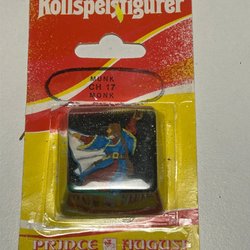 Rollspelsfigurer
MUNK
CH 17
MONK
PRINCE AUGUST